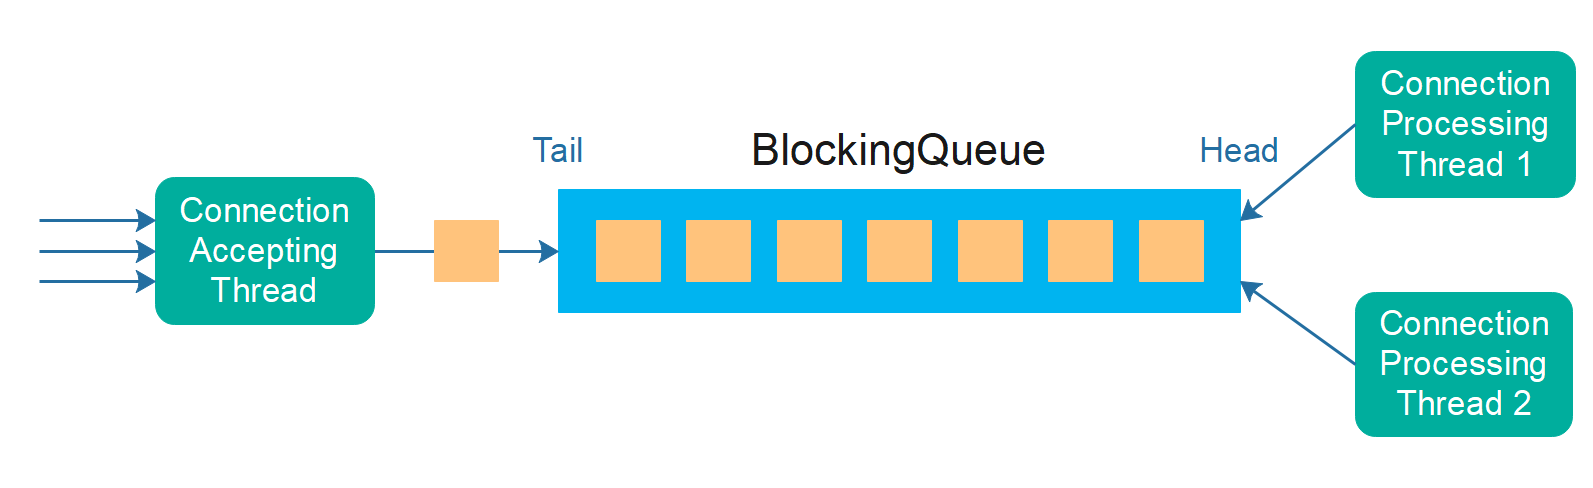 Connection
Accepting
Thread
Tail
BlockingQueue
Head
Connection
Processing
Thread 1
Connection
Processing
Thread 2